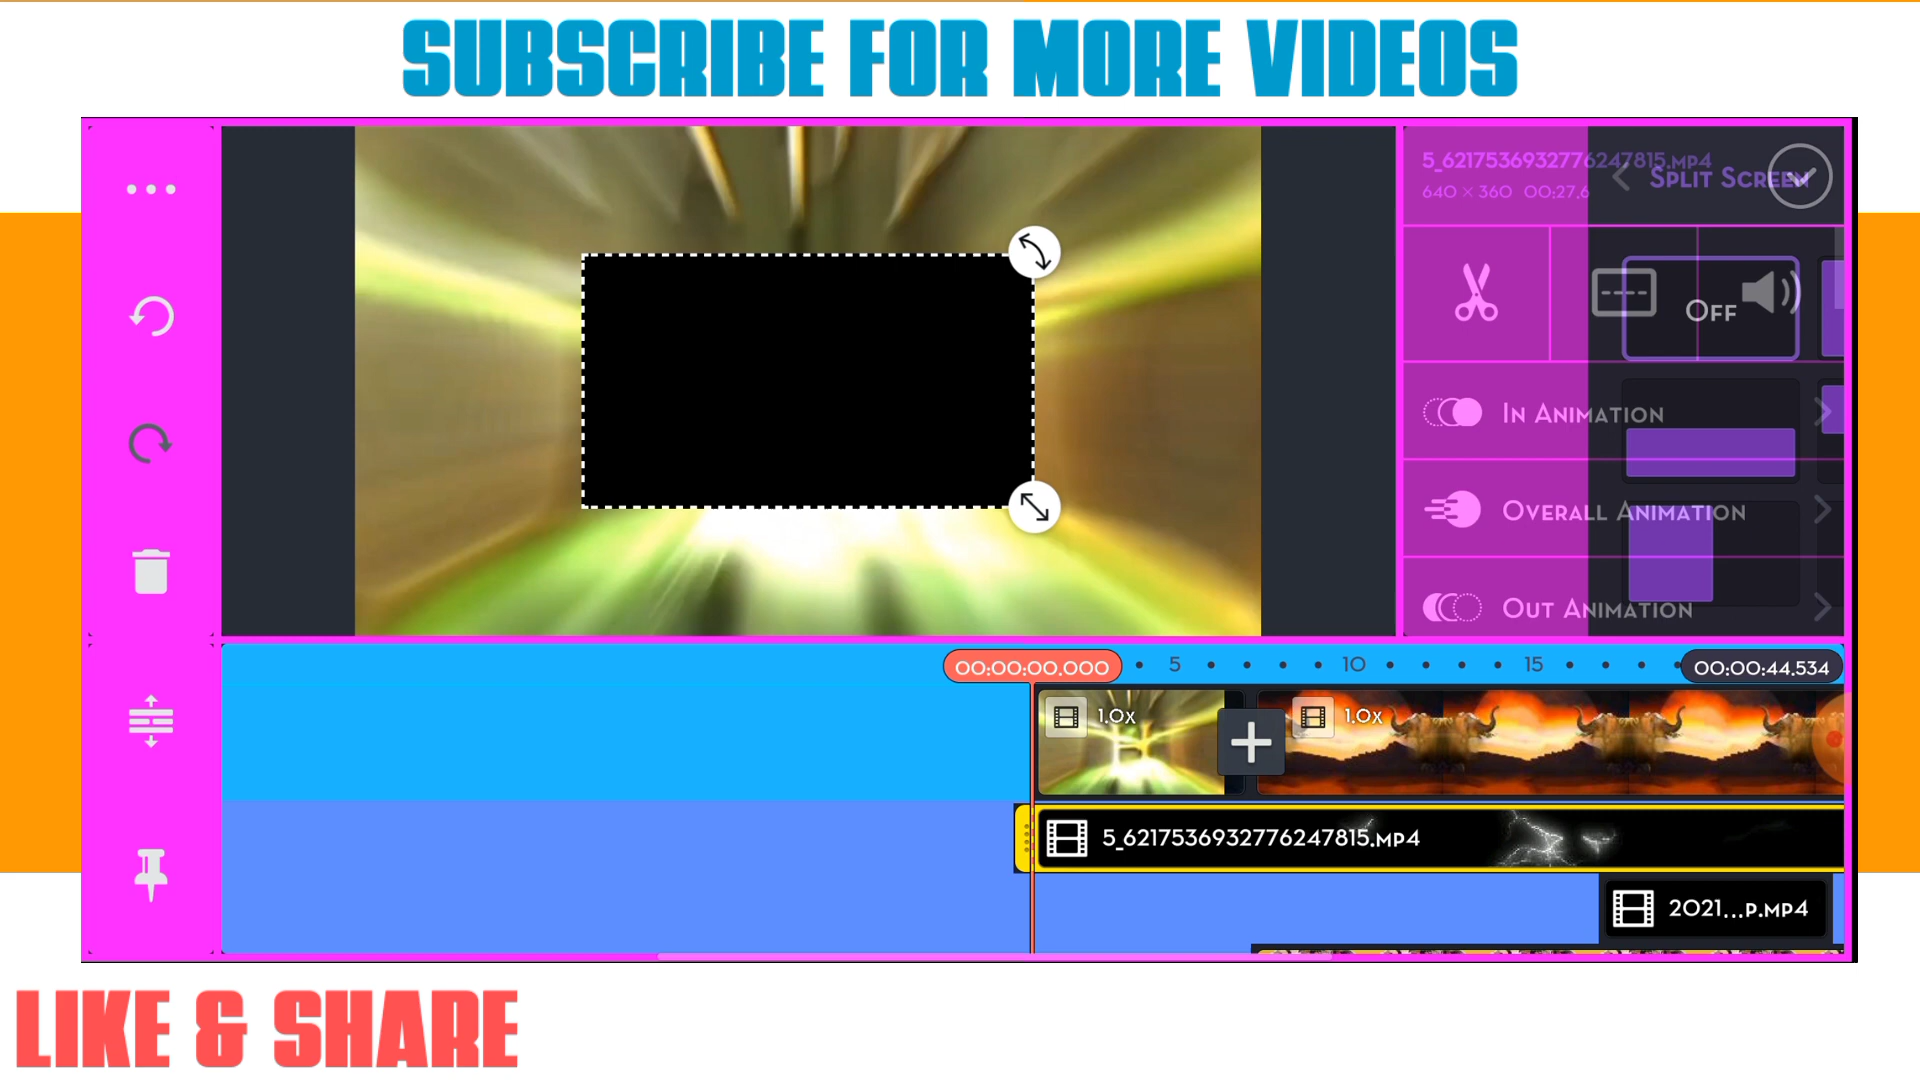 SUBSCRIBE FOR MORE VIDEOS
5_6217536932776247815.MP4
640 × 360 00:27.6
SPLIT SCREEN
OFF
IN ANIMATION
OVERALL ANIMATION
OUT ANIMATION
00:00:00.000
5
10
15
00:00:44.534
1.0x
1.0x
5_6217536932776247815.MP4
2021...P.MP4
LIKE & SHARE